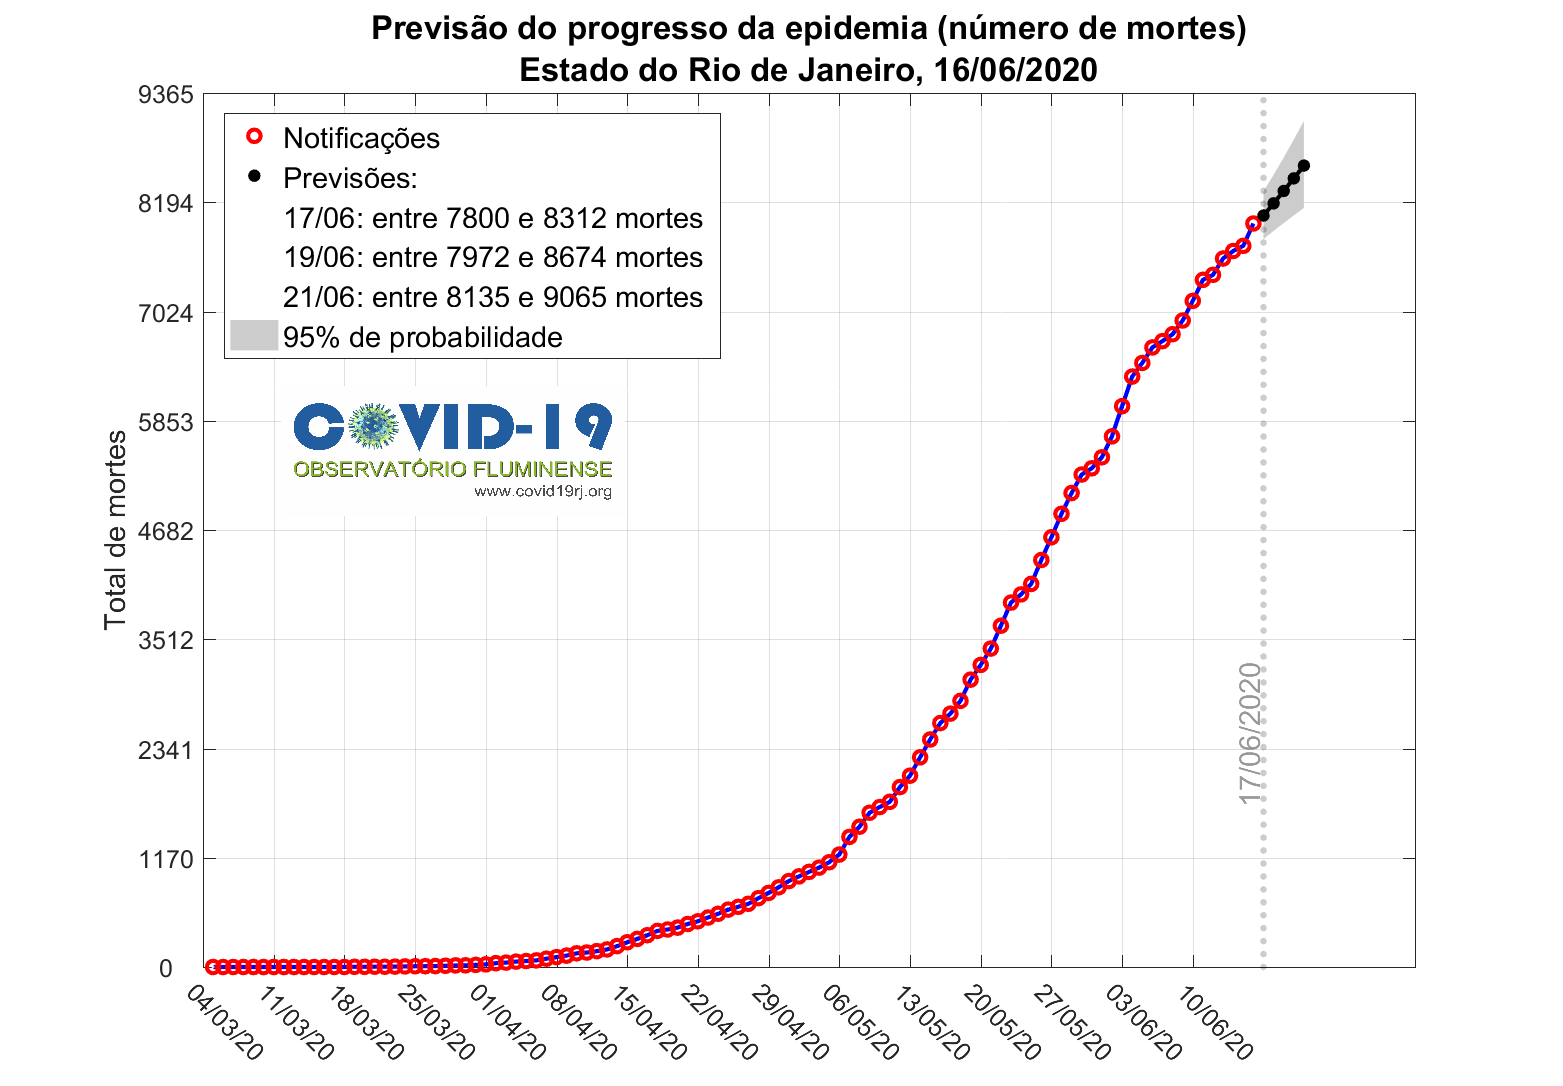 Previsão do progresso da epidemia (número de mortes)
Estado do Rio de Janeiro, 16/06/2020
9365
8194
7024
5853
4682
3512
2341
1170
0
Total de mortes
Notificações
Previsões:
17/06: entre 7800 e 8312 mortes
19/06: entre 7972 e 8674 mortes
21/06: entre 8135 e 9065 mortes
95% de probabilidade
COVID-19
OBSERVATÓRIO FLUMINENSE
www.covid19rj.org
17/06/2020
04/03/20
11/03/20
18/03/20
25/03/20
01/04/20
08/04/20
15/04/20
22/04/20
29/04/20
06/05/20
13/05/20
20/05/20
27/05/20
03/06/20
10/06/20